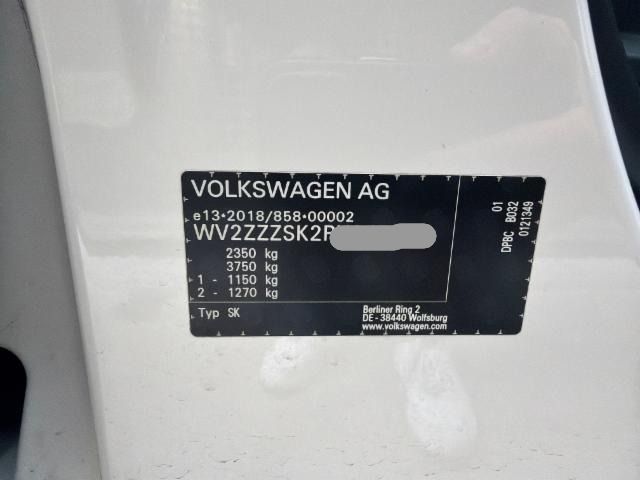 VOLKSWAGEN AG
e13*2018/858*00002
WV2ZZZSK2
2350 kg
3750 kg
1 - 1150 kg
2 - 1270 kg
Typ SK
Berliner Ring 2
DE - 38440 Wolfsburg
www.volkswagen.com
01
DPBC B032
0121349